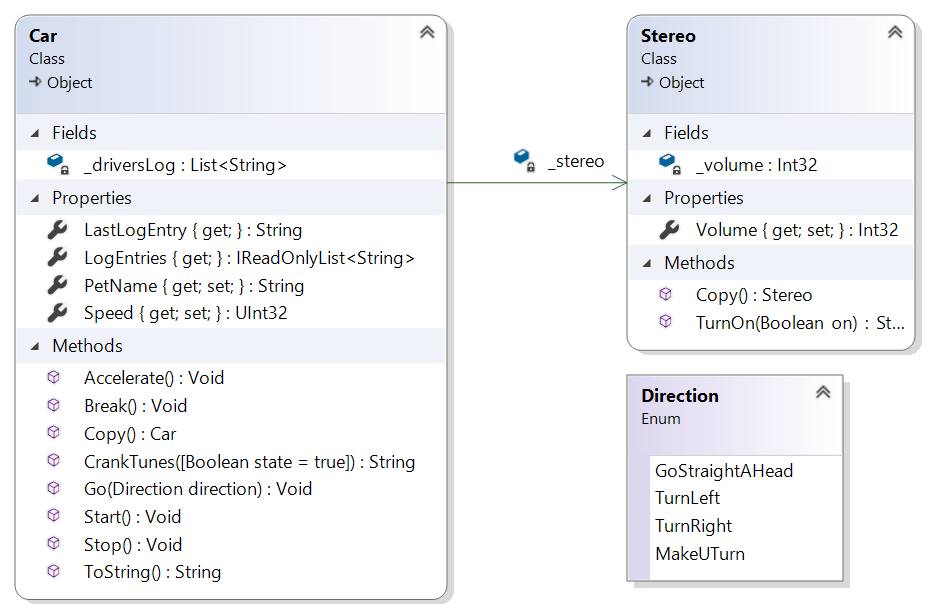 Car
Class
Object
Fields
_driversLog : List<String>
Properties
LastLogEntry { get; } : String
LogEntries { get; } : IReadOnlyList<String>
PetName { get; set; } : String
Speed { get; set; } : UInt32
Methods
Accelerate() : Void
Break() : Void
Copy() : Car
CrankTunes([Boolean state = true]) : String
Go(Direction direction) : Void
Start() : Void
Stop() : Void
ToString() : String
_stereo
Stereo
Class
Object
Fields
_volume : Int32
Properties
Volume { get; set; } : Int32
Methods
Copy() : Stereo
TurnOn(Boolean on) : St...
Direction
Enum
GoStraightAHead
TurnLeft
TurnRight
MakeUTurn